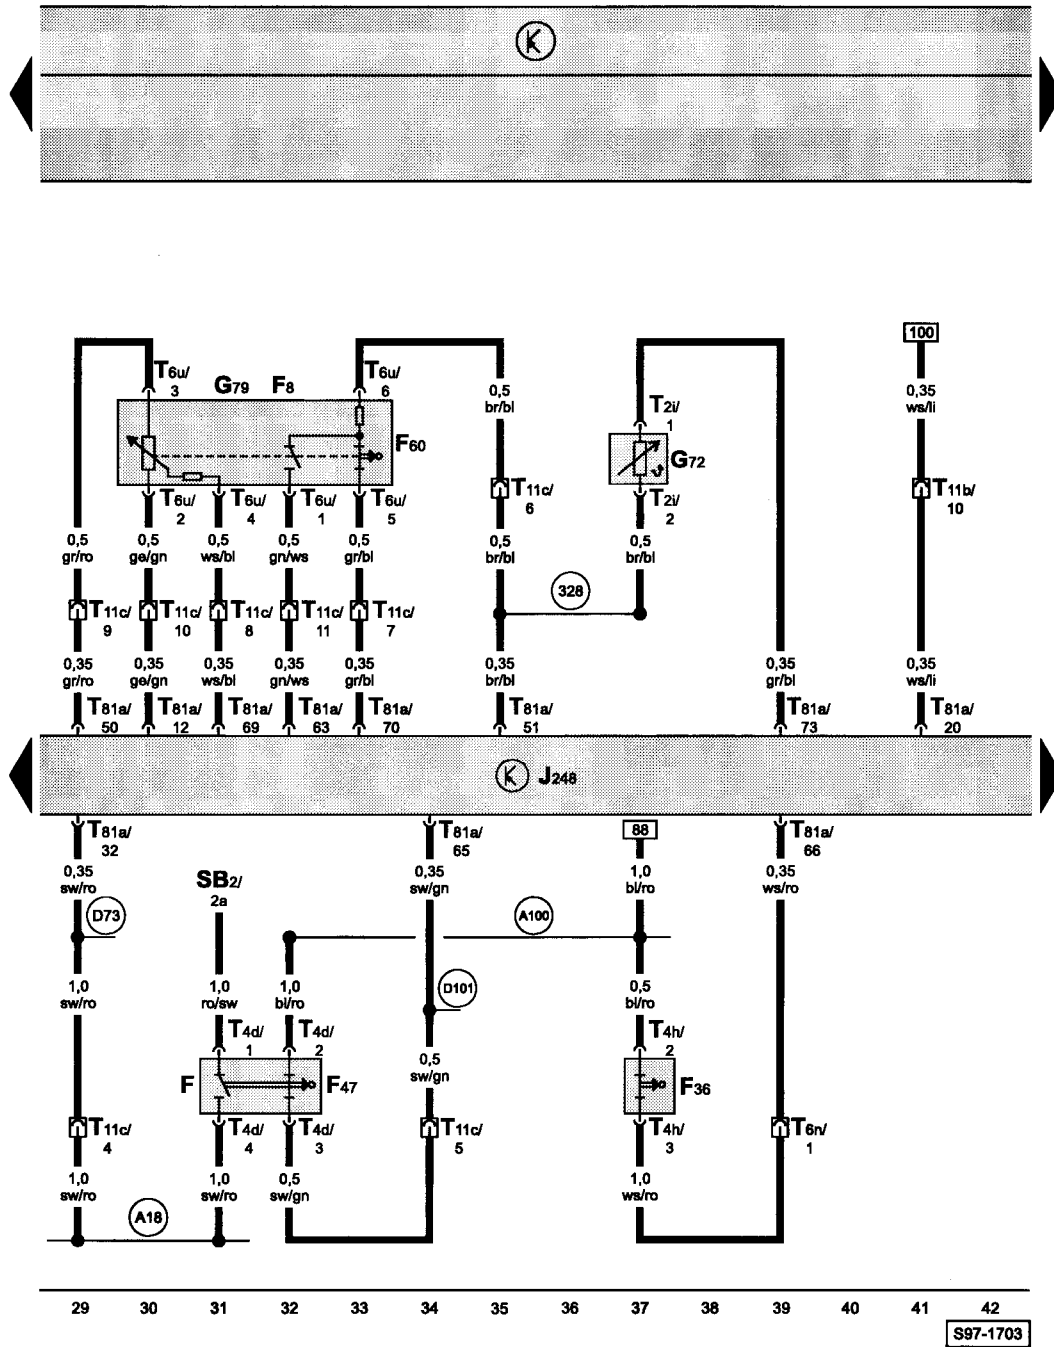 K
100
T6u/ T6u/
3 G79 F8 6
0,5 0,35
br/bl ws/li
T2i/
1
F60
G72
T11c/ T11b/
6 10
T6u/ T6u/ T6u/ T6u/ T2i/
2 4 1 5 2
0,5 0,5 0,5 0,5 0,5 0,5 0,5
gr/ro ge/gn ws/bl gn/ws gr/bl br/bl br/bl
328
T11c/ T11c/ T11c/ T11c/ T11c/
9 10 8 11 7
0,35 0,35 0,35 0,35 0,35 0,35 0,35 0,35
gr/ro ge/gn ws/bl gn/ws gr/bl br/bl gr/bl ws/li
T81a/ T81a/ T81a/ T81a/ T81a/ T81a/ T81a/ T81a/
50 12 69 63 70 51 73 20
K J248
T81a/ T81a/ 88 T81a/
32 65 66
0,35 0,35 1,0 0,35
sw/ro sw/gn bl/ro ws/ro
SB2/
2a
D73 A100
1,0 1,0 1,0 D101 0,5
sw/ro ro/sw bl/ro bl/ro
T4d/ T4d/ T4h/
1 2 2
0,5
sw/gn
F F47 F36
T11c/ T4d/ T4d/ T11c/ T4h/ T6n/
4 4 3 5 3 1
1,0 1,0 0,5 1,0
sw/ro sw/ro sw/gn ws/ro
A18
29 30 31 32 33 34 35 36 37 38 39 40 41 42
S97-1703